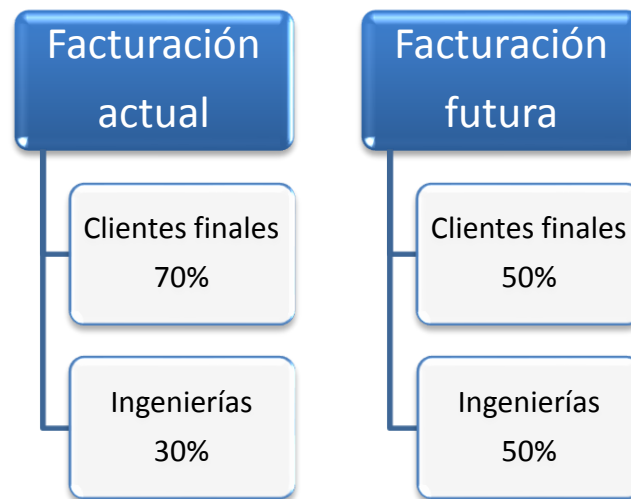 Facturación
actual
Clientes finales
70%
Ingenierías
30%
Facturación
futura
Clientes finales
50%
Ingenierías
50%